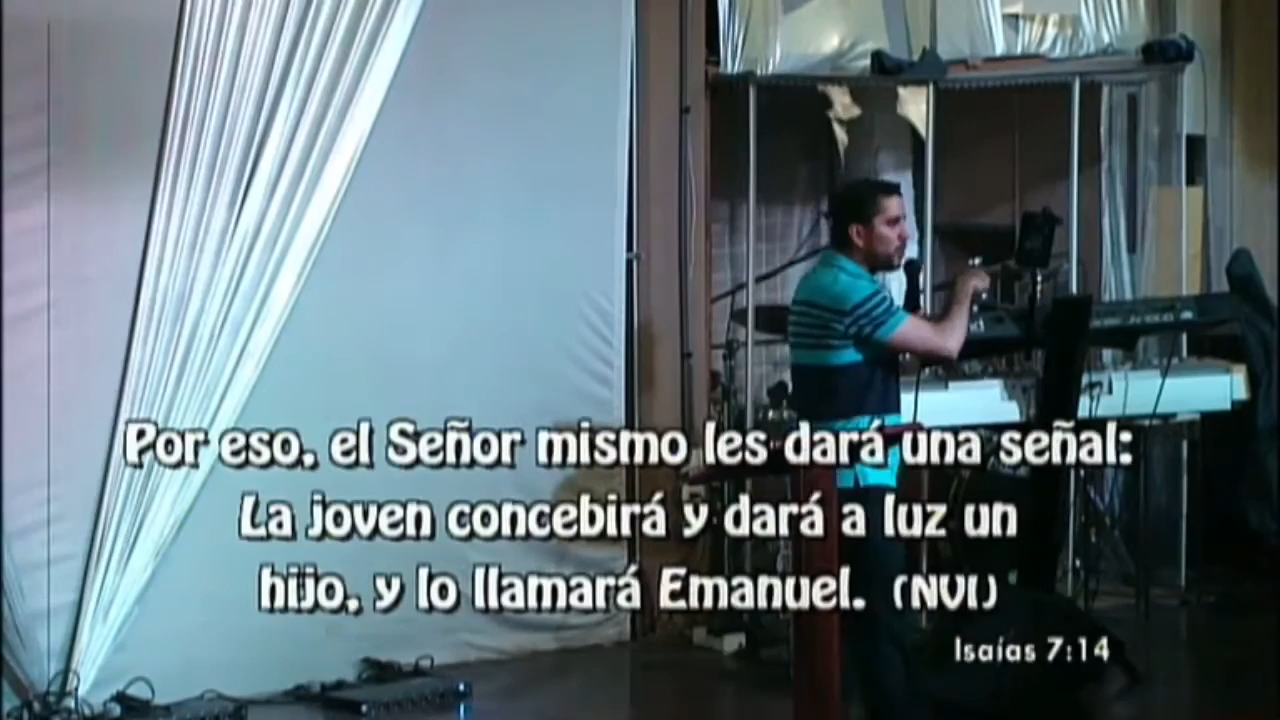 Por eso, el Señor mismo les dará una señal:
La joven concebirá y dará a luz un
hijo, y lo llamará Emanuel. (NVI)
Isaías 7:14